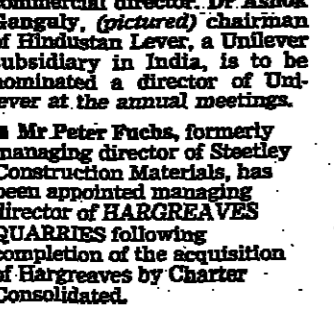 commercial director. Dr Ashok
Ganguly, (pictured) chairman
of Hindustan Lever, a Unilever
subsidiary in India, is to be
nominated a director of Uni-
lever at the annual meetings.
■ Mr Peter Fuchs, formerly
managing director of Steetley
Construction Materials, has
been appointed managing
director of HARGREAVES
QUARRIES following
completion of the acquisition
of Hargreaves by Charter
Consolidated.